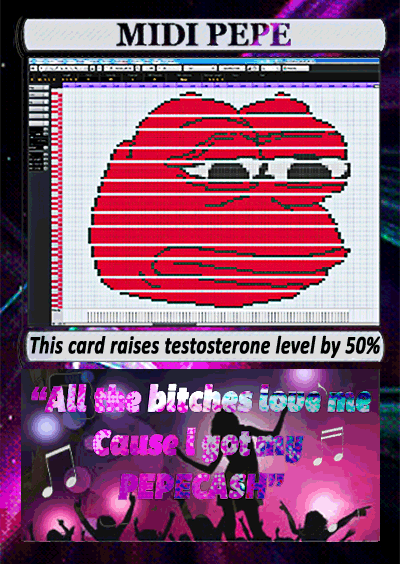 MIDI PEPE
This card raises testosterone level by 50%
“All the bitches love me
Cause I got my
PEPECASH”